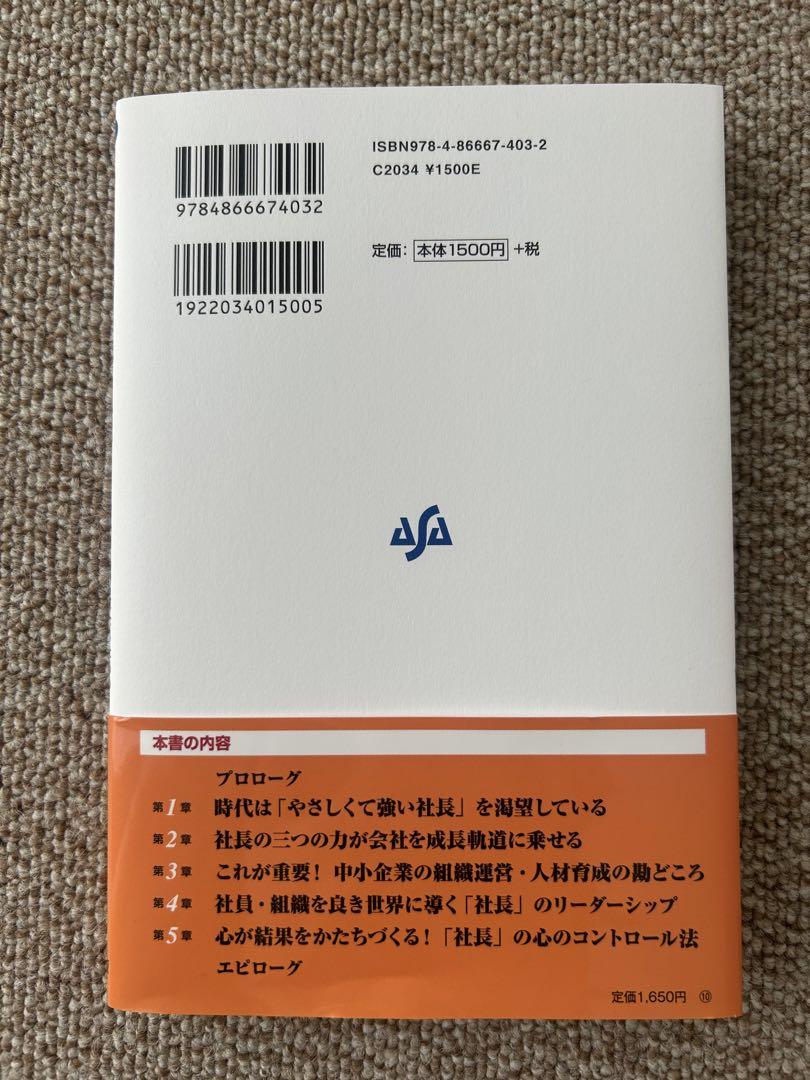 ISBN978-4-86667-403-2
C2034 ¥1500E
9784866674032
定価: 本体1500円 +税
1922034015005
ASA
本書の内容
プロローグ
第1章 時代は「やさしくて強い社長」を渇望している
第2章 社長の三つの力が会社を成長軌道に乗せる
第3章 これが重要! 中小企業の組織運営・人材育成の勘どころ
第4章 社員・組織を良き世界に導く「社長」のリーダーシップ
第5章 心が結果をかたちづくる! 「社長」の心のコントロール法
エピローグ
定価1,650円 ⑩